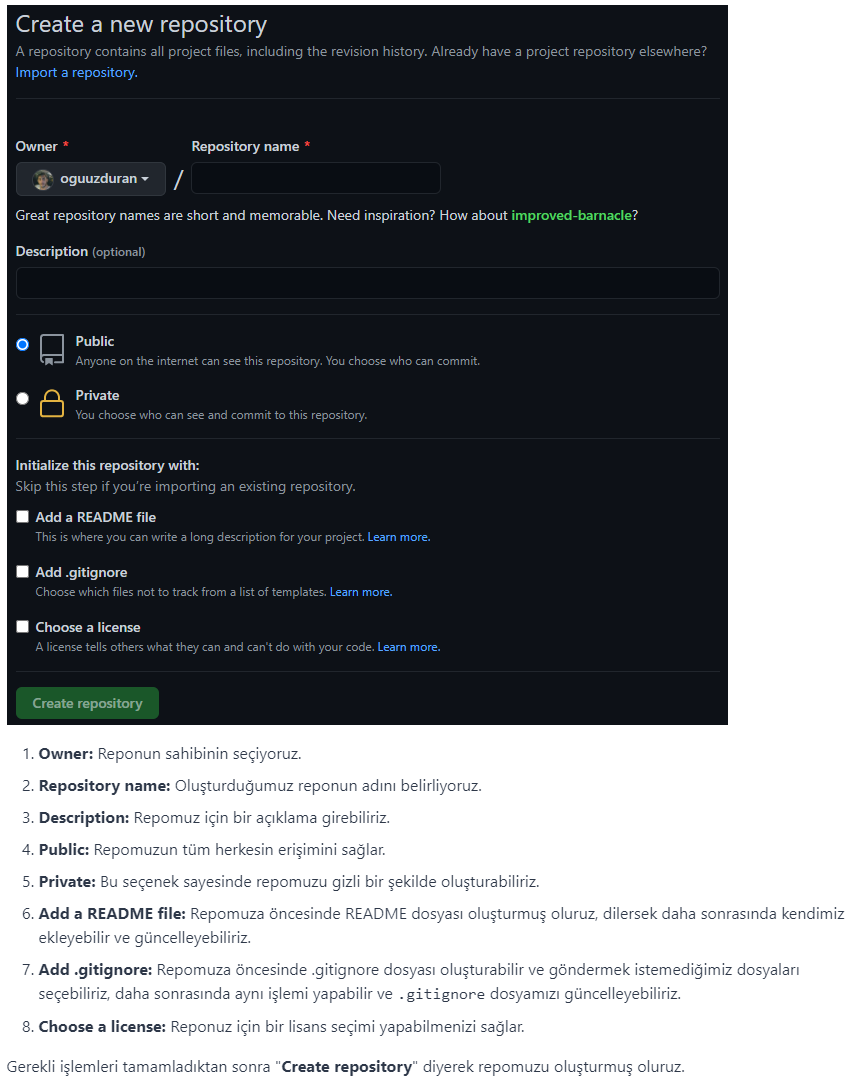 Create a new repository
A repository contains all project files, including the revision history. Already have a project repository elsewhere?
Import a repository.
Owner * Repository name *
oguuzduran /
Great repository names are short and memorable. Need inspiration? How about improved-barnacle?
Description (optional)
Public
Anyone on the internet can see this repository. You choose who can commit.
Private
You choose who can see and commit to this repository.
Initialize this repository with:
Skip this step if you're importing an existing repository.
Add a README file
This is where you can write a long description for your project. Learn more.
Add .gitignore
Choose which files not to track from a list of templates. Learn more.
Choose a license
A license tells others what they can and can't do with your code. Learn more.
Create repository
1. Owner: Reponun sahibinin seçiyoruz.
2. Repository name: Oluşturduğumuz reponun adını belirliyoruz.
3. Description: Repomuz için bir açıklama girebiliriz.
4. Public: Repomuzun tüm herkesin erişimini sağlar.
5. Private: Bu seçenek sayesinde repomuzu gizli bir şekilde oluşturabiliriz.
6. Add a README file: Repomuza öncesinde README dosyası oluşturmuş oluruz, dilersek daha sonrasında kendimiz
ekleyebilir ve güncelleyebiliriz.
7. Add .gitignore: Repomuza öncesinde .gitignore dosyası oluşturabilir ve göndermek istemediğimiz dosyaları
seçebiliriz, daha sonrasında aynı işlemi yapabilir ve .gitignore dosyamızı güncelleyebiliriz.
8. Choose a license: Reponuz için bir lisans seçimi yapabilmenizi sağlar.
Gerekli işlemleri tamamladıktan sonra "Create repository" diyerek repomuzu oluşturmuş oluruz.